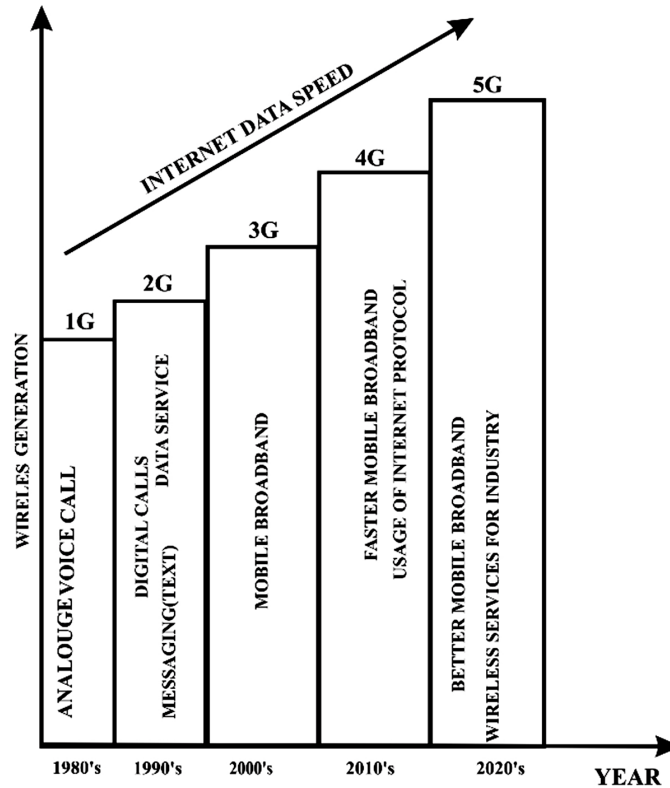 INTERNET DATA SPEED
5G
4G
3G
2G
1G
WIRELES GENERATION
ANALOUGE VOICE CALL
DIGITAL CALLS
DATA SERVICE
MESSAGING(TEXT)
MOBILE BROADBAND
FASTER MOBILE BROADBAND
USAGE OF INTERNET PROTOCOL
BETTER MOBILE BROADBAND
WIRELESS SERVICES FOR INDUSTRY
1980's
1990's
2000's
2010's
2020's
YEAR